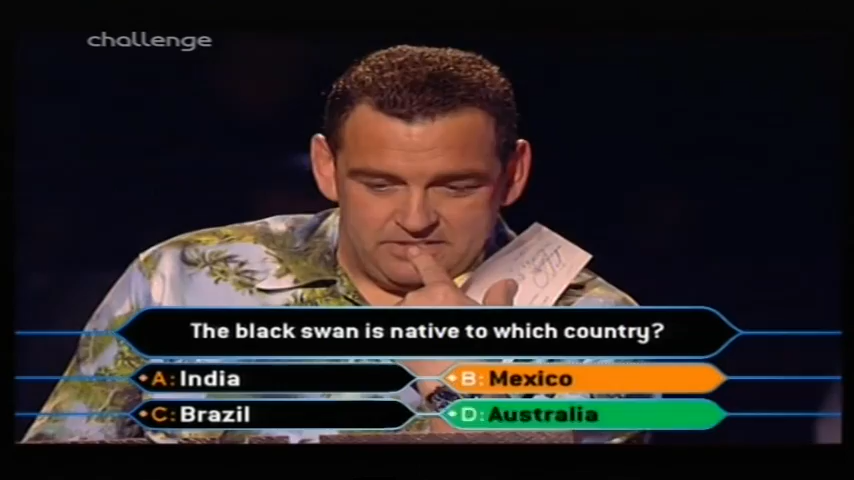 challenge
The black swan is native to which country?
A: India
B: Mexico
C: Brazil
D: Australia